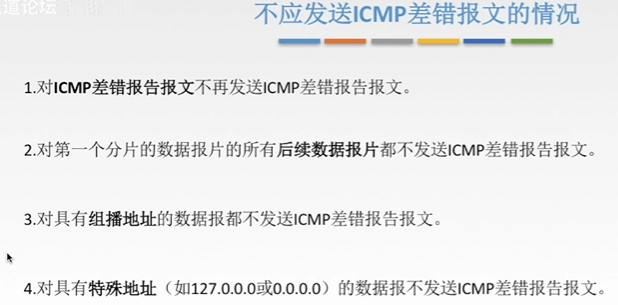 道论坛
不应发送ICMP差错报文的情况
1.对ICMP差错报告报文不再发送ICMP差错报告报文。
2.对第一个分片的数据报片的所有后续数据报片都不发送ICMP差错报告报文。
3.对具有组播地址的数据报都不发送ICMP差错报告报文。
4.对具有特殊地址（如127.0.0.0或0.0.0.0）的数据报不发送ICMP差错报告报文。